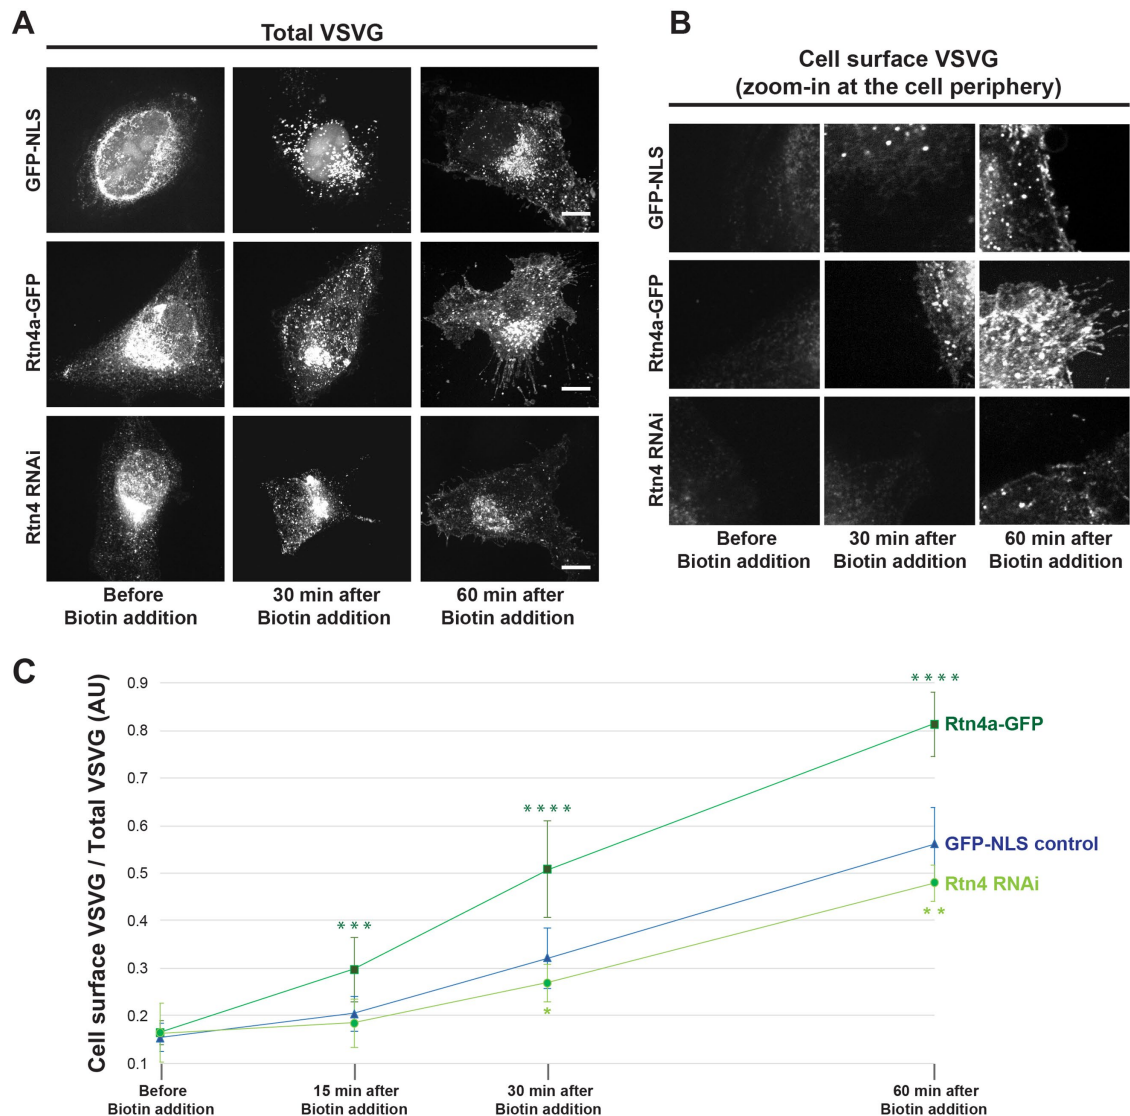 A
Total VSVG
GFP-NLS
Rtn4a-GFP
Rtn4 RNAi
Before
Biotin addition
30 min after
Biotin addition
60 min after
Biotin addition
B
Cell surface VSVG
(zoom-in at the cell periphery)
GFP-NLS
Rtn4a-GFP
Rtn4 RNAi
Before
Biotin addition
30 min after
Biotin addition
60 min after
Biotin addition
C
Cell surface VSVG / Total VSVG (AU)
0.9
0.8
0.7
0.6
0.5
0.4
0.3
0.2
0.1
***
****
*
****
Rtn4a-GFP
GFP-NLS control
Rtn4 RNAi
**
Before
Biotin addition
15 min after
Biotin addition
30 min after
Biotin addition
60 min after
Biotin addition